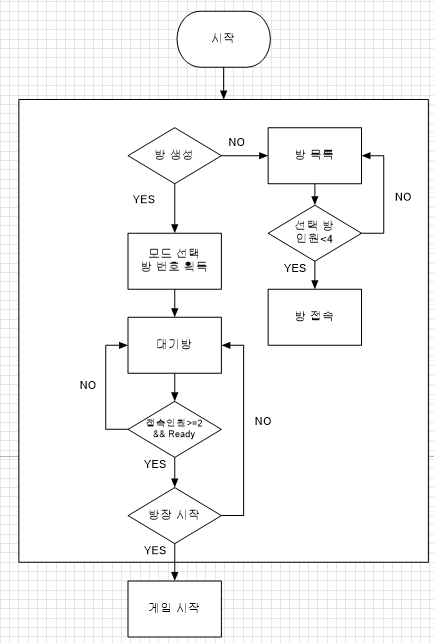 시작
방 생성
NO
방 목록
YES
NO
선택 방
인원<4
모드 선택
방 번호 획득
YES
방 접속
대기방
NO
접속인원>=2
&& Ready
NO
YES
방장 시작
YES
게임 시작